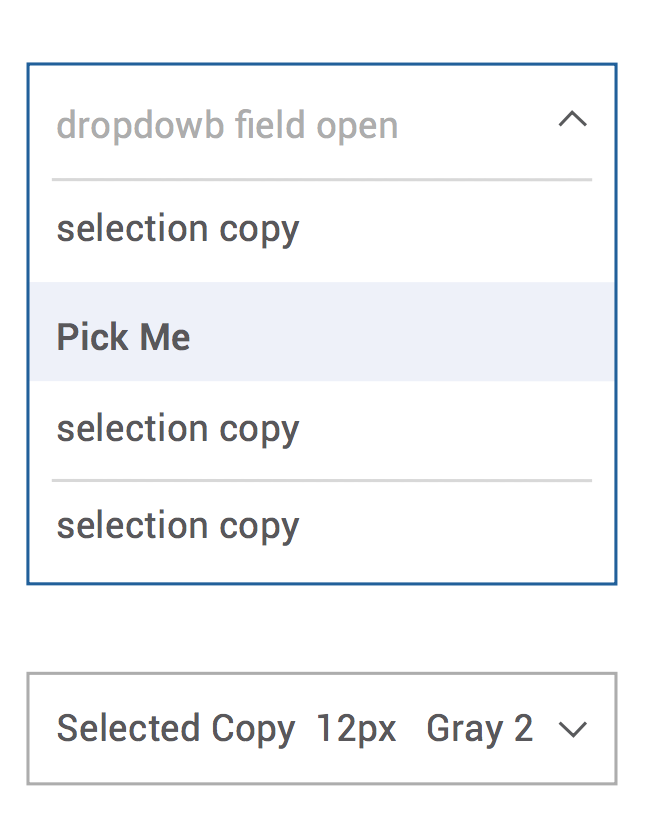 dropdowb field open
selection copy
Pick Me
selection copy
selection copy
Selected Copy 12px Gray 2